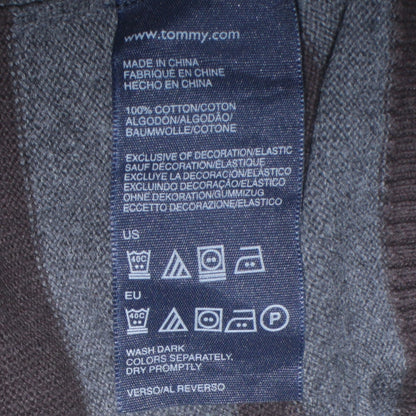 www.tommy.com
MADE IN CHINA
FABRIQUÉ EN CHINE
HECHO EN CHINA
100% COTTON/COTON
ALGODÓN/ALGODÃO/
BAUMWOLLE/COTONE
EXCLUSIVE OF DECORATION/ELASTIC
SAUF DÉCORATION/ÉLASTIQUE
EXCLUYE LA DECORACIÓN/ELÁSTICO
EXCLUINDO DECORAÇÃO/ELÁSTICO
OHNE DEKORATION/GUMMIZUG
ECCETTO DECORAZIONE/ELASTICO
US
40C
EU
40C P
WASH DARK
COLORS SEPARATELY,
DRY PROMPTLY
VERSO/AL REVERSO